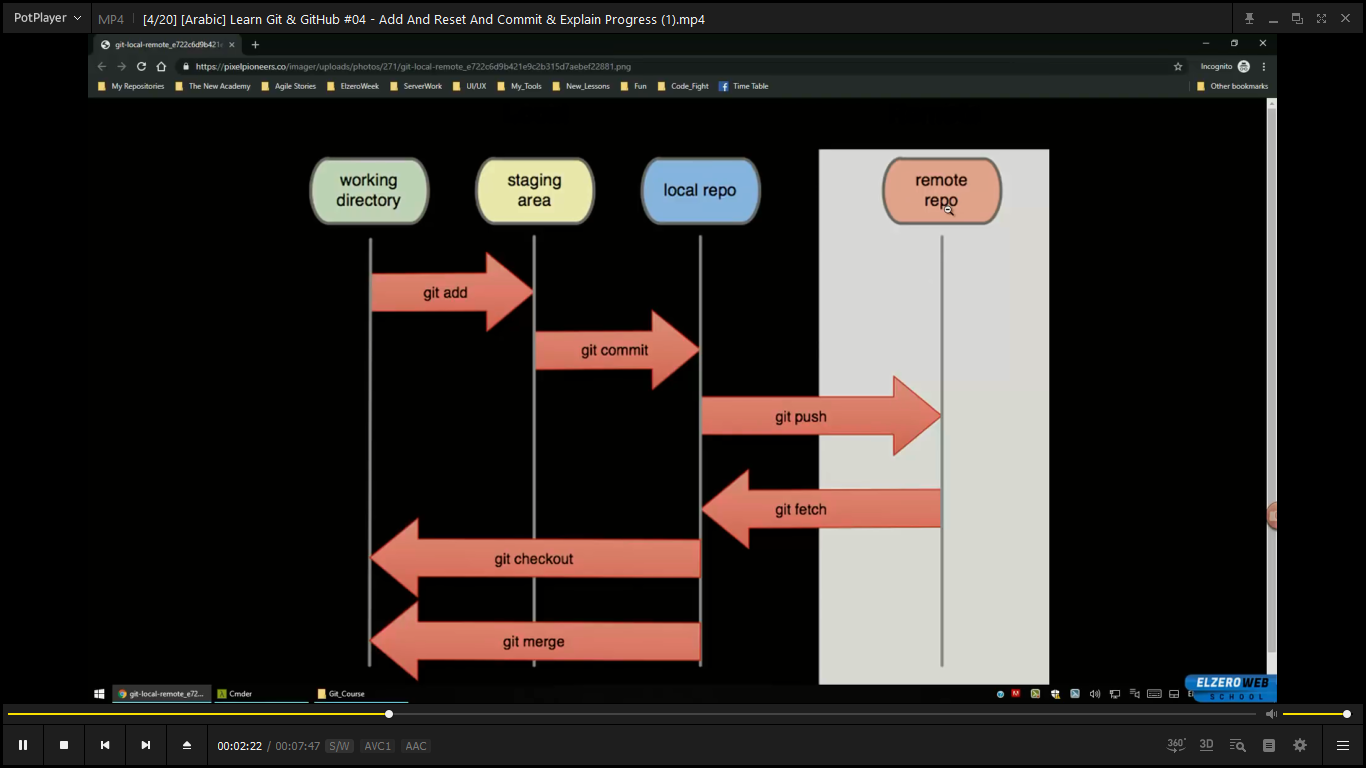 PotPlayer
MP4
[4/20] [Arabic] Learn Git & GitHub #04 - Add And Reset And Commit & Explain Progress (1).mp4
git-local-remote_e722c6d9b421
https://pixelpioneers.co/imager/uploads/photos/271/git-local-remote_e722c6d9b421e9c2b315d7aebef22881.png
Incognito
My Repositories
The New Academy
Agile Stories
ElzeroWeek
ServerWork
UI/UX
My_Tools
New_Lessons
Fun
Code_Fight
Time Table
Other bookmarks
working
directory
staging
area
local repo
remote
repo
git add
git commit
git push
git fetch
git checkout
git merge
git-local-remote_e72...
Cmder
Git_Course
ELZERO WEB
SCHOOL
00:02:22 / 00:07:47
S/W
AVC1
AAC
360°
3D